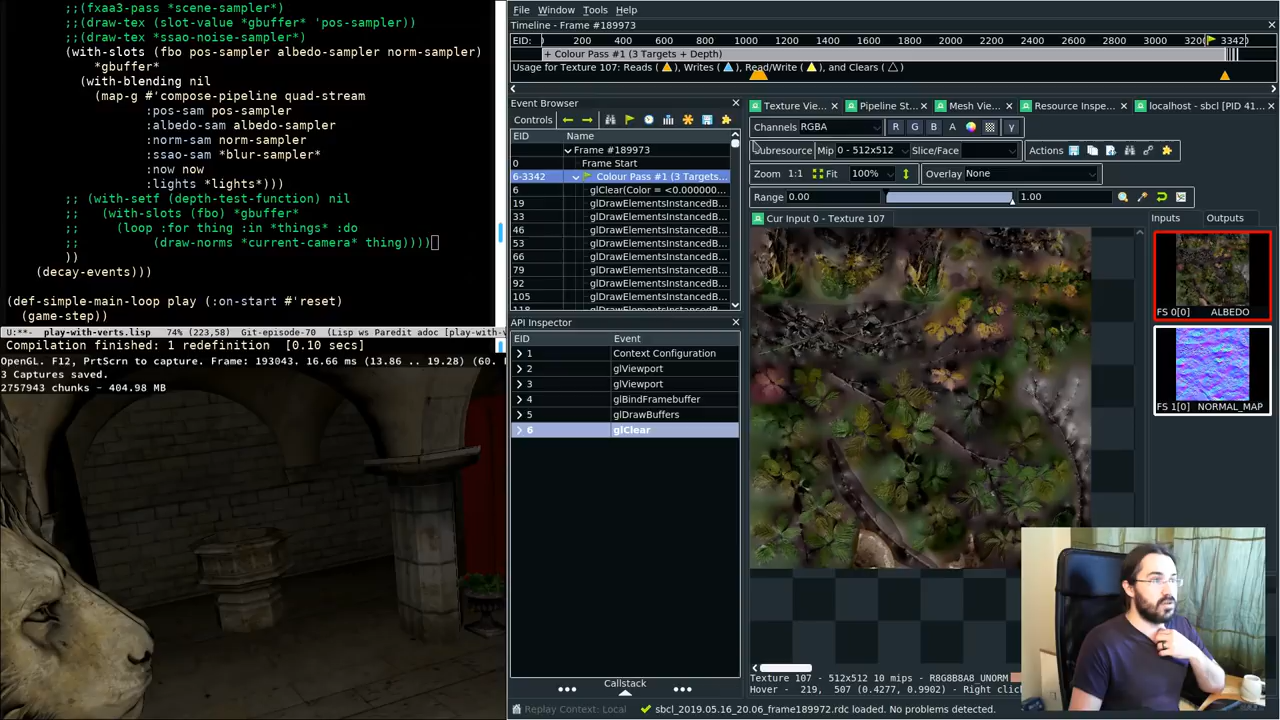 ;;(fxaa3-pass *scene-sampler*)
;;(draw-tex (slot-value *gbuffer* 'pos-sampler))
;;(draw-tex *ssao-noise-sampler*)
(with-slots (fbo pos-sampler albedo-sampler norm-sampler)
*gbuffer*
(with-blending nil
(map-g #'compose-pipeline quad-stream
:pos-sam pos-sampler
:albedo-sam albedo-sampler
:norm-sam norm-sampler
:ssao-sam *blur-sampler*
:now now
:lights *lights*)))
;; (with-setf (depth-test-function) nil
;; (with-slots (fbo) *gbuffer*
;; (loop :for thing :in *things* :do
;; (draw-norms *current-camera* thing))))
))
(decay-events)))
(def-simple-main-loop play (:on-start #'reset)
(game-step))
U:**- play-with-verts.lisp 74% (223,58) Git-episode-70 (Lisp ws Paredit adoc [play-with-v
Compilation finished: 1 redefinition [0.10 secs]
OpenGL. F12, PrtScrn to capture. Frame: 193043. 16.66 ms (13.86 .. 19.28) (60.
3 Captures saved.
2757943 chunks - 404.98 MB
File Window Tools Help
Timeline - Frame #189973
EID: 0 200 400 600 800 1000 1200 1400 1600 1800 2000 2200 2400 2600 2800 3000 3200 3342
+ Colour Pass #1 (3 Targets + Depth)
Usage for Texture 107: Reads ( ), Writes ( ), Read/Write ( ), and Clears ( )
Event Browser
Controls
EID Name
Frame #189973
0 Frame Start
6-3342 Colour Pass #1 (3 Targets...
6 glClear(Color = <0.000000...
19 glDrawElementsInstancedB...
33 glDrawElementsInstancedB...
46 glDrawElementsInstancedB...
53 glDrawElementsInstancedB...
66 glDrawElementsInstancedB...
79 glDrawElementsInstancedB...
92 glDrawElementsInstancedB...
105 glDrawElementsInstancedB...
118 glDrawElementsInstancedB...
API Inspector
EID Event
1 Context Configuration
2 glViewport
3 glViewport
4 glBindFramebuffer
5 glDrawBuffers
6 glClear
Callstack
Texture Vie... Pipeline St... Mesh Vie... Resource Inspe... localhost - sbcl [PID 41...
Channels RGBA R G B A γ
Subresource Mip 0 - 512x512 Slice/Face Actions
Zoom 1:1 Fit 100% Overlay None
Range 0.00 1.00
Cur Input 0 - Texture 107
Inputs Outputs
FS 0[0] ALBEDO
FS 1[0] NORMAL_MAP
Texture 107 - 512x512 10 mips - R8G8B8A8_UNORM
Hover - 219, 507 (0.4277, 0.9902) - Right click
Replay Context: Local sbcl_2019.05.16_20.06_frame189972.rdc loaded. No problems detected.